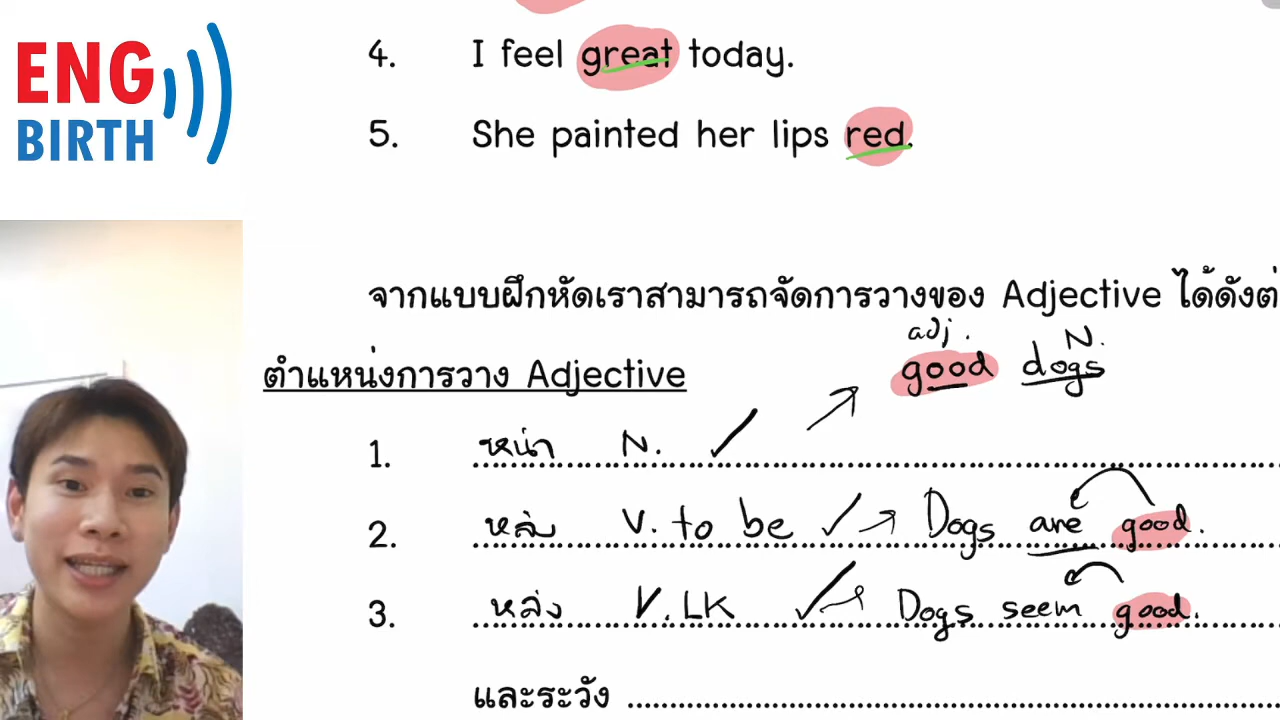 ENG
BIRTH
4. I feel great today.
5. She painted her lips red.
จากแบบฝึกหัดเราสามารถจัดการวางของ Adjective ได้ดังต่
adj. N.
ตำแหน่งการวาง Adjective good dogs
1. หน้า N.
2. หลัง V. to be Dogs are good.
3. หลัง V. LK Dogs seem good.
และระวัง